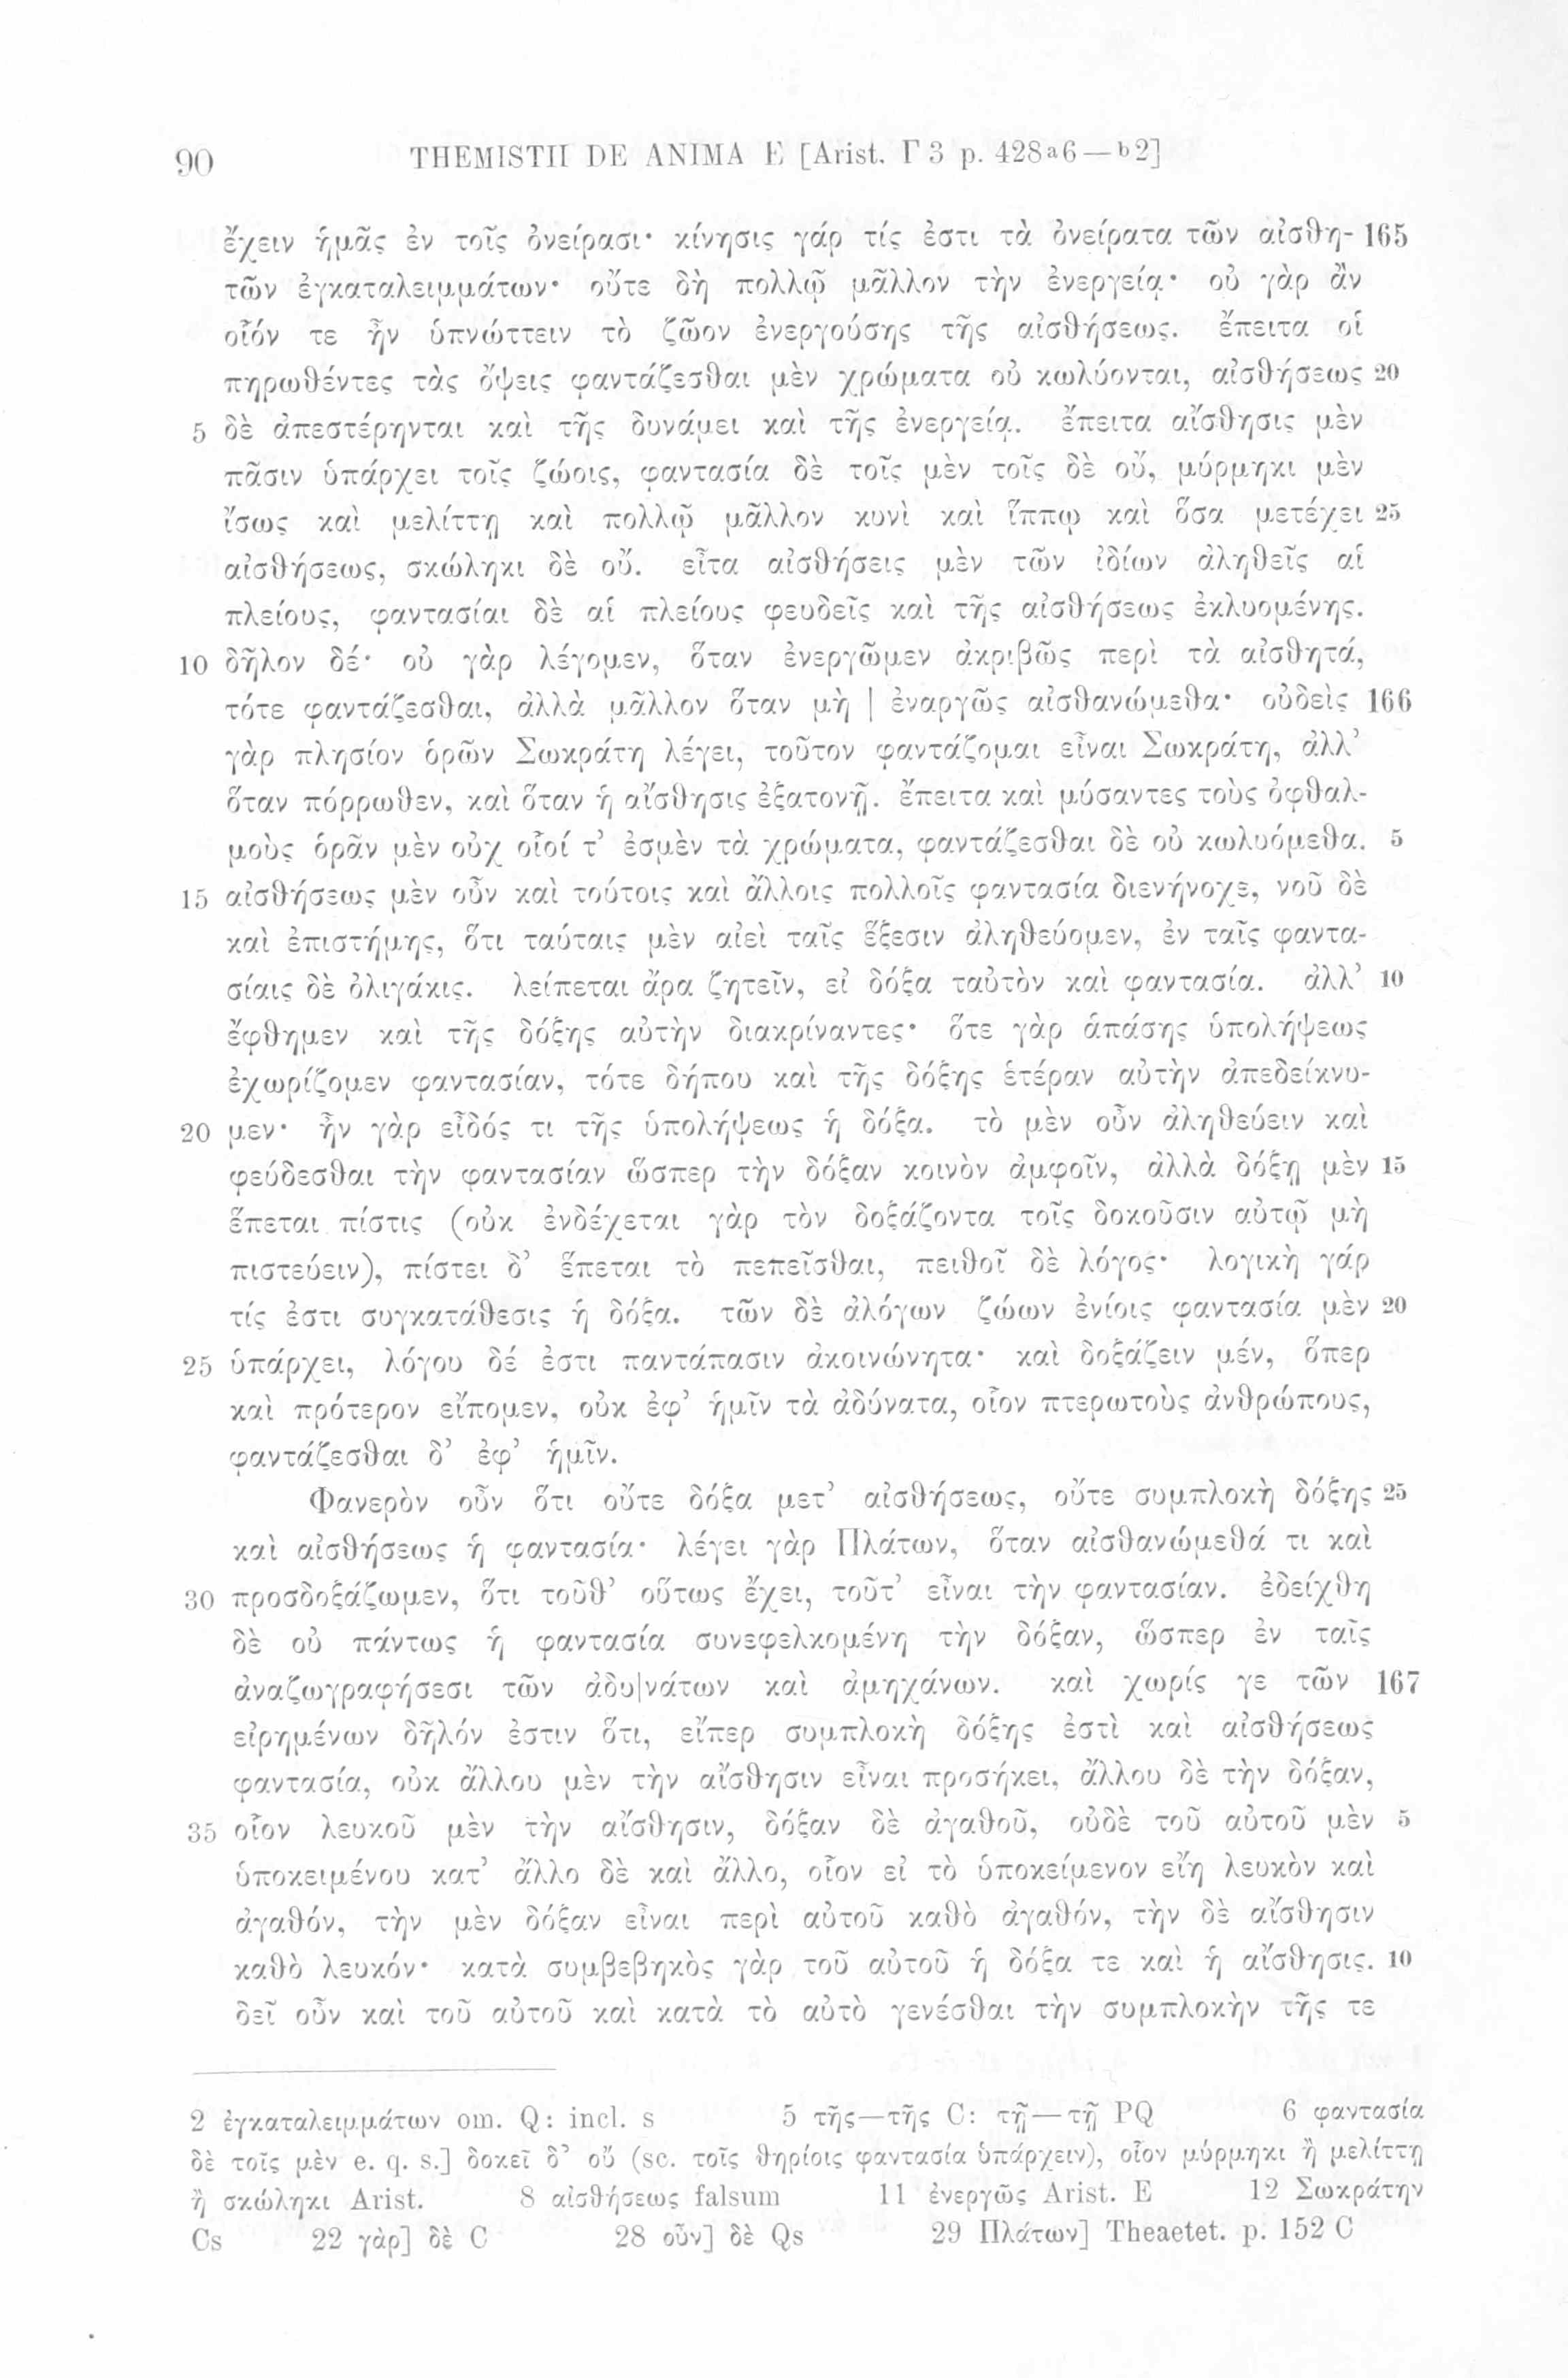 90 THEMISTII DE ANIMA E [Arist. Γ 3 p. 428a6—b2]
ἔχειν ἡμᾶς ἐν τοῖς ὀνείρασι· κίνησις γάρ τίς ἐστι τὰ ὀνείρατα τῶν αἰσθη- 165
τῶν ἐγκαταλειμμάτων· οὔτε δὴ πολλῷ μᾶλλον τὴν ἐνεργείᾳ· οὐ γὰρ ἂν
οἷόν τε ἦν ὑπνώττειν τὸ ζῶον ἐνεργούσης τῆς αἰσθήσεως. ἔπειτα οἱ
πηρωθέντες τὰς ὄψεις φαντάζεσθαι μὲν χρώματα οὐ κωλύονται, αἰσθήσεως 20
5 δὲ ἀπεστέρηνται καὶ τῆς δυνάμει καὶ τῆς ἐνεργείᾳ. ἔπειτα αἴσθησις μὲν
πᾶσιν ὑπάρχει τοῖς ζώοις, φαντασία δὲ τοῖς μὲν τοῖς δὲ οὔ, μύρμηκι μὲν
ἴσως καὶ μελίττῃ καὶ πολλῷ μᾶλλον κυνὶ καὶ ἵππῳ καὶ ὅσα μετέχει 25
αἰσθήσεως, σκώληκι δὲ οὔ. εἶτα αἰσθήσεις μὲν τῶν ἰδίων ἀληθεῖς αἱ
πλείους, φαντασίαι δὲ αἱ πλείους ψευδεῖς καὶ τῆς αἰσθήσεως ἐκλυομένης.
10 δῆλον δέ· οὐ γὰρ λέγομεν, ὅταν ἐνεργῶμεν ἀκριβῶς περὶ τὰ αἰσθητά,
τότε φαντάζεσθαι, ἀλλὰ μᾶλλον ὅταν μὴ | ἐναργῶς αἰσθανώμεθα· οὐδεὶς 166
γὰρ πλησίον ὁρῶν Σωκράτη λέγει, τοῦτον φαντάζομαι εἶναι Σωκράτη, ἀλλ’
ὅταν πόρρωθεν, καὶ ὅταν ἡ αἴσθησις ἐξατονῇ. ἔπειτα καὶ μύσαντες τοὺς ὀφθαλ-
μοὺς ὁρᾶν μὲν οὐχ οἷοί τ’ ἐσμὲν τὰ χρώματα, φαντάζεσθαι δὲ οὐ κωλυόμεθα. 5
15 αἰσθήσεως μὲν οὖν καὶ τούτοις καὶ ἄλλοις πολλοῖς φαντασία διενήνοχε, νοῦ δὲ
καὶ ἐπιστήμης, ὅτι ταύταις μὲν αἰεὶ ταῖς ἕξεσιν ἀληθεύομεν, ἐν ταῖς φαντα-
σίαις δὲ ὀλιγάκις. λείπεται ἄρα ζητεῖν, εἰ δόξα ταὐτὸν καὶ φαντασία. ἀλλ’ 10
ἔφθημεν καὶ τῆς δόξης αὐτὴν διακρίναντες· ὅτε γὰρ ἁπάσης ὑπολήψεως
ἐχωρίζομεν φαντασίαν, τότε δήπου καὶ τῆς δόξης ἑτέραν αὐτὴν ἀπεδείκνυ-
20 μεν· ἦν γὰρ εἶδός τι τῆς ὑπολήψεως ἡ δόξα. τὸ μὲν οὖν ἀληθεύειν καὶ
ψεύδεσθαι τὴν φαντασίαν ὥσπερ τὴν δόξαν κοινὸν ἀμφοῖν, ἀλλὰ δόξῃ μὲν 15
ἕπεται πίστις (οὐκ ἐνδέχεται γὰρ τὸν δοξάζοντα τοῖς δοκοῦσιν αὐτῷ μὴ
πιστεύειν), πίστει δ’ ἕπεται τὸ πεπεῖσθαι, πειθοῖ δὲ λόγος· λογικὴ γάρ
τίς ἐστι συγκατάθεσις ἡ δόξα. τῶν δὲ ἀλόγων ζώων ἐνίοις φαντασία μὲν 20
25 ὑπάρχει, λόγου δέ ἐστι παντάπασιν ἀκοινώνητα· καὶ δοξάζειν μέν, ὅπερ
καὶ πρότερον εἴπομεν, οὐκ ἐφ’ ἡμῖν τὰ ἀδύνατα, οἷον πτερωτοὺς ἀνθρώπους,
φαντάζεσθαι δ’ ἐφ’ ἡμῖν.
Φανερὸν οὖν ὅτι οὔτε δόξα μετ’ αἰσθήσεως, οὔτε συμπλοκὴ δόξης 25
καὶ αἰσθήσεως ἡ φαντασία· λέγει γὰρ Πλάτων, ὅταν αἰσθανώμεθά τι καὶ
30 προσδοξάζωμεν, ὅτι τοῦθ’ οὕτως ἔχει, τοῦτ’ εἶναι τὴν φαντασίαν. ἐδείχθη
δὲ οὐ πάντως ἡ φαντασία συνεφελκομένη τὴν δόξαν, ὥσπερ ἐν ταῖς
ἀναζωγραφήσεσι τῶν ἀδυ|νάτων καὶ ἀμηχάνων. καὶ χωρίς γε τῶν 167
εἰρημένων δῆλόν ἐστιν ὅτι, εἴπερ συμπλοκὴ δόξης ἐστὶ καὶ αἰσθήσεως
φαντασία, οὐκ ἄλλου μὲν τὴν αἴσθησιν εἶναι προσήκει, ἄλλου δὲ τὴν δόξαν,
35 οἷον λευκοῦ μὲν τὴν αἴσθησιν, δόξαν δὲ ἀγαθοῦ, οὐδὲ τοῦ αὐτοῦ μὲν 5
ὑποκειμένου κατ’ ἄλλο δὲ καὶ ἄλλο, οἷον εἰ τὸ ὑποκείμενον εἴη λευκὸν καὶ
ἀγαθόν, τὴν μὲν δόξαν εἶναι περὶ αὐτοῦ καθὸ ἀγαθόν, τὴν δὲ αἴσθησιν
καθὸ λευκόν· κατὰ συμβεβηκὸς γὰρ τοῦ αὐτοῦ ἡ δόξα τε καὶ ἡ αἴσθησις. 10
δεῖ οὖν καὶ τοῦ αὐτοῦ καὶ κατὰ τὸ αὐτὸ γενέσθαι τὴν συμπλοκὴν τῆς τε
2 ἐγκαταλειμμάτων om. Q: incl. s 5 τῆς—τῆς C: τῇ—τῇ PQ 6 φαντασία
δὲ τοῖς μὲν e. q. s.] δοκεῖ δ’ οὔ (sc. τοῖς θηρίοις φαντασία ὑπάρχειν), οἷον μύρμηκι ἢ μελίττῃ
ἢ σκώληκι Arist. 8 αἰσθήσεως falsum 11 ἐνεργῶς Arist. E 12 Σωκράτην
Cs 22 γὰρ] δὲ C 28 οὖν] δὲ Qs 29 Πλάτων] Theaetet. p. 152 C